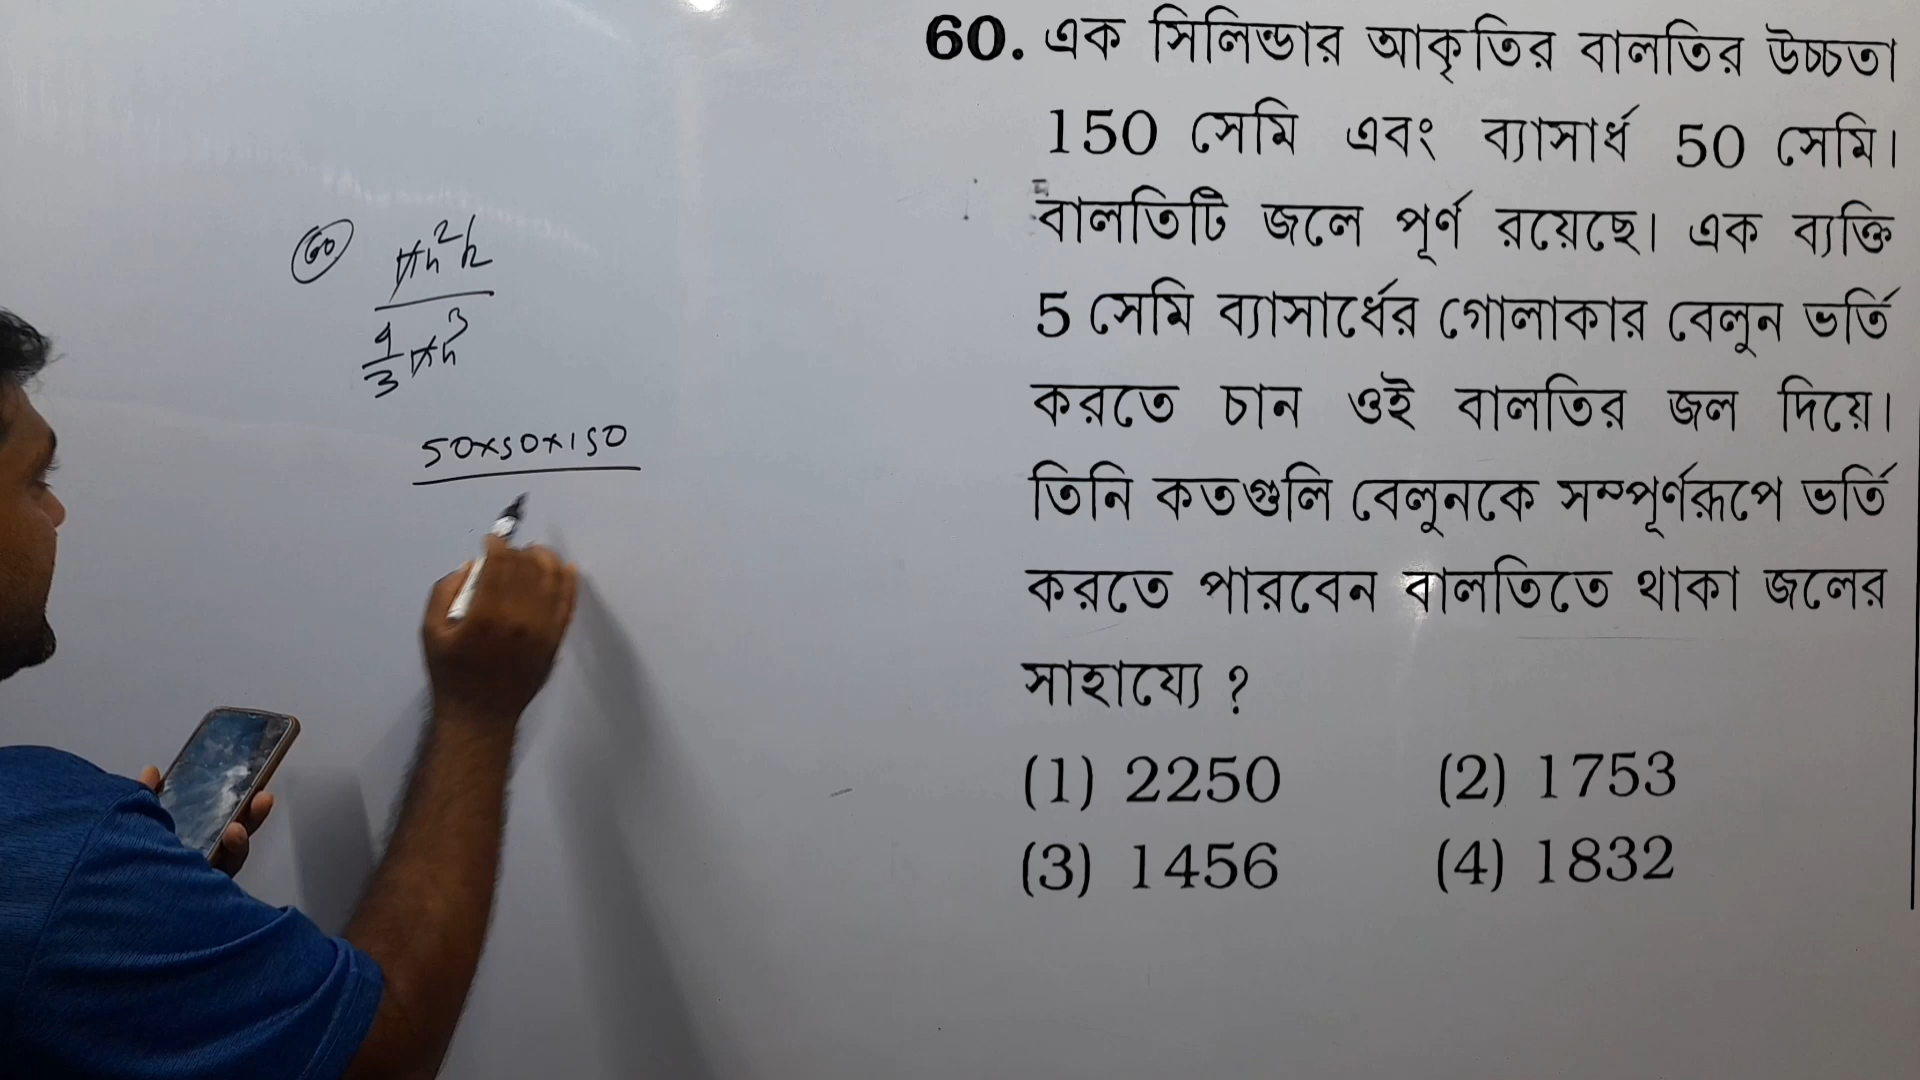 60
πr²h
4/3 πr³
50×50×150
60. এক সিলিন্ডার আকৃতির বালতির উচ্চতা
150 সেমি এবং ব্যাসার্ধ 50 সেমি।
বালতিটি জলে পূর্ণ রয়েছে। এক ব্যক্তি
5 সেমি ব্যাসার্ধের গোলাকার বেলুন ভর্তি
করতে চান ওই বালতির জল দিয়ে।
তিনি কতগুলি বেলুনকে সম্পূর্ণরূপে ভর্তি
করতে পারবেন বালতিতে থাকা জলের
সাহায্যে ?
(1) 2250 (2) 1753
(3) 1456 (4) 1832